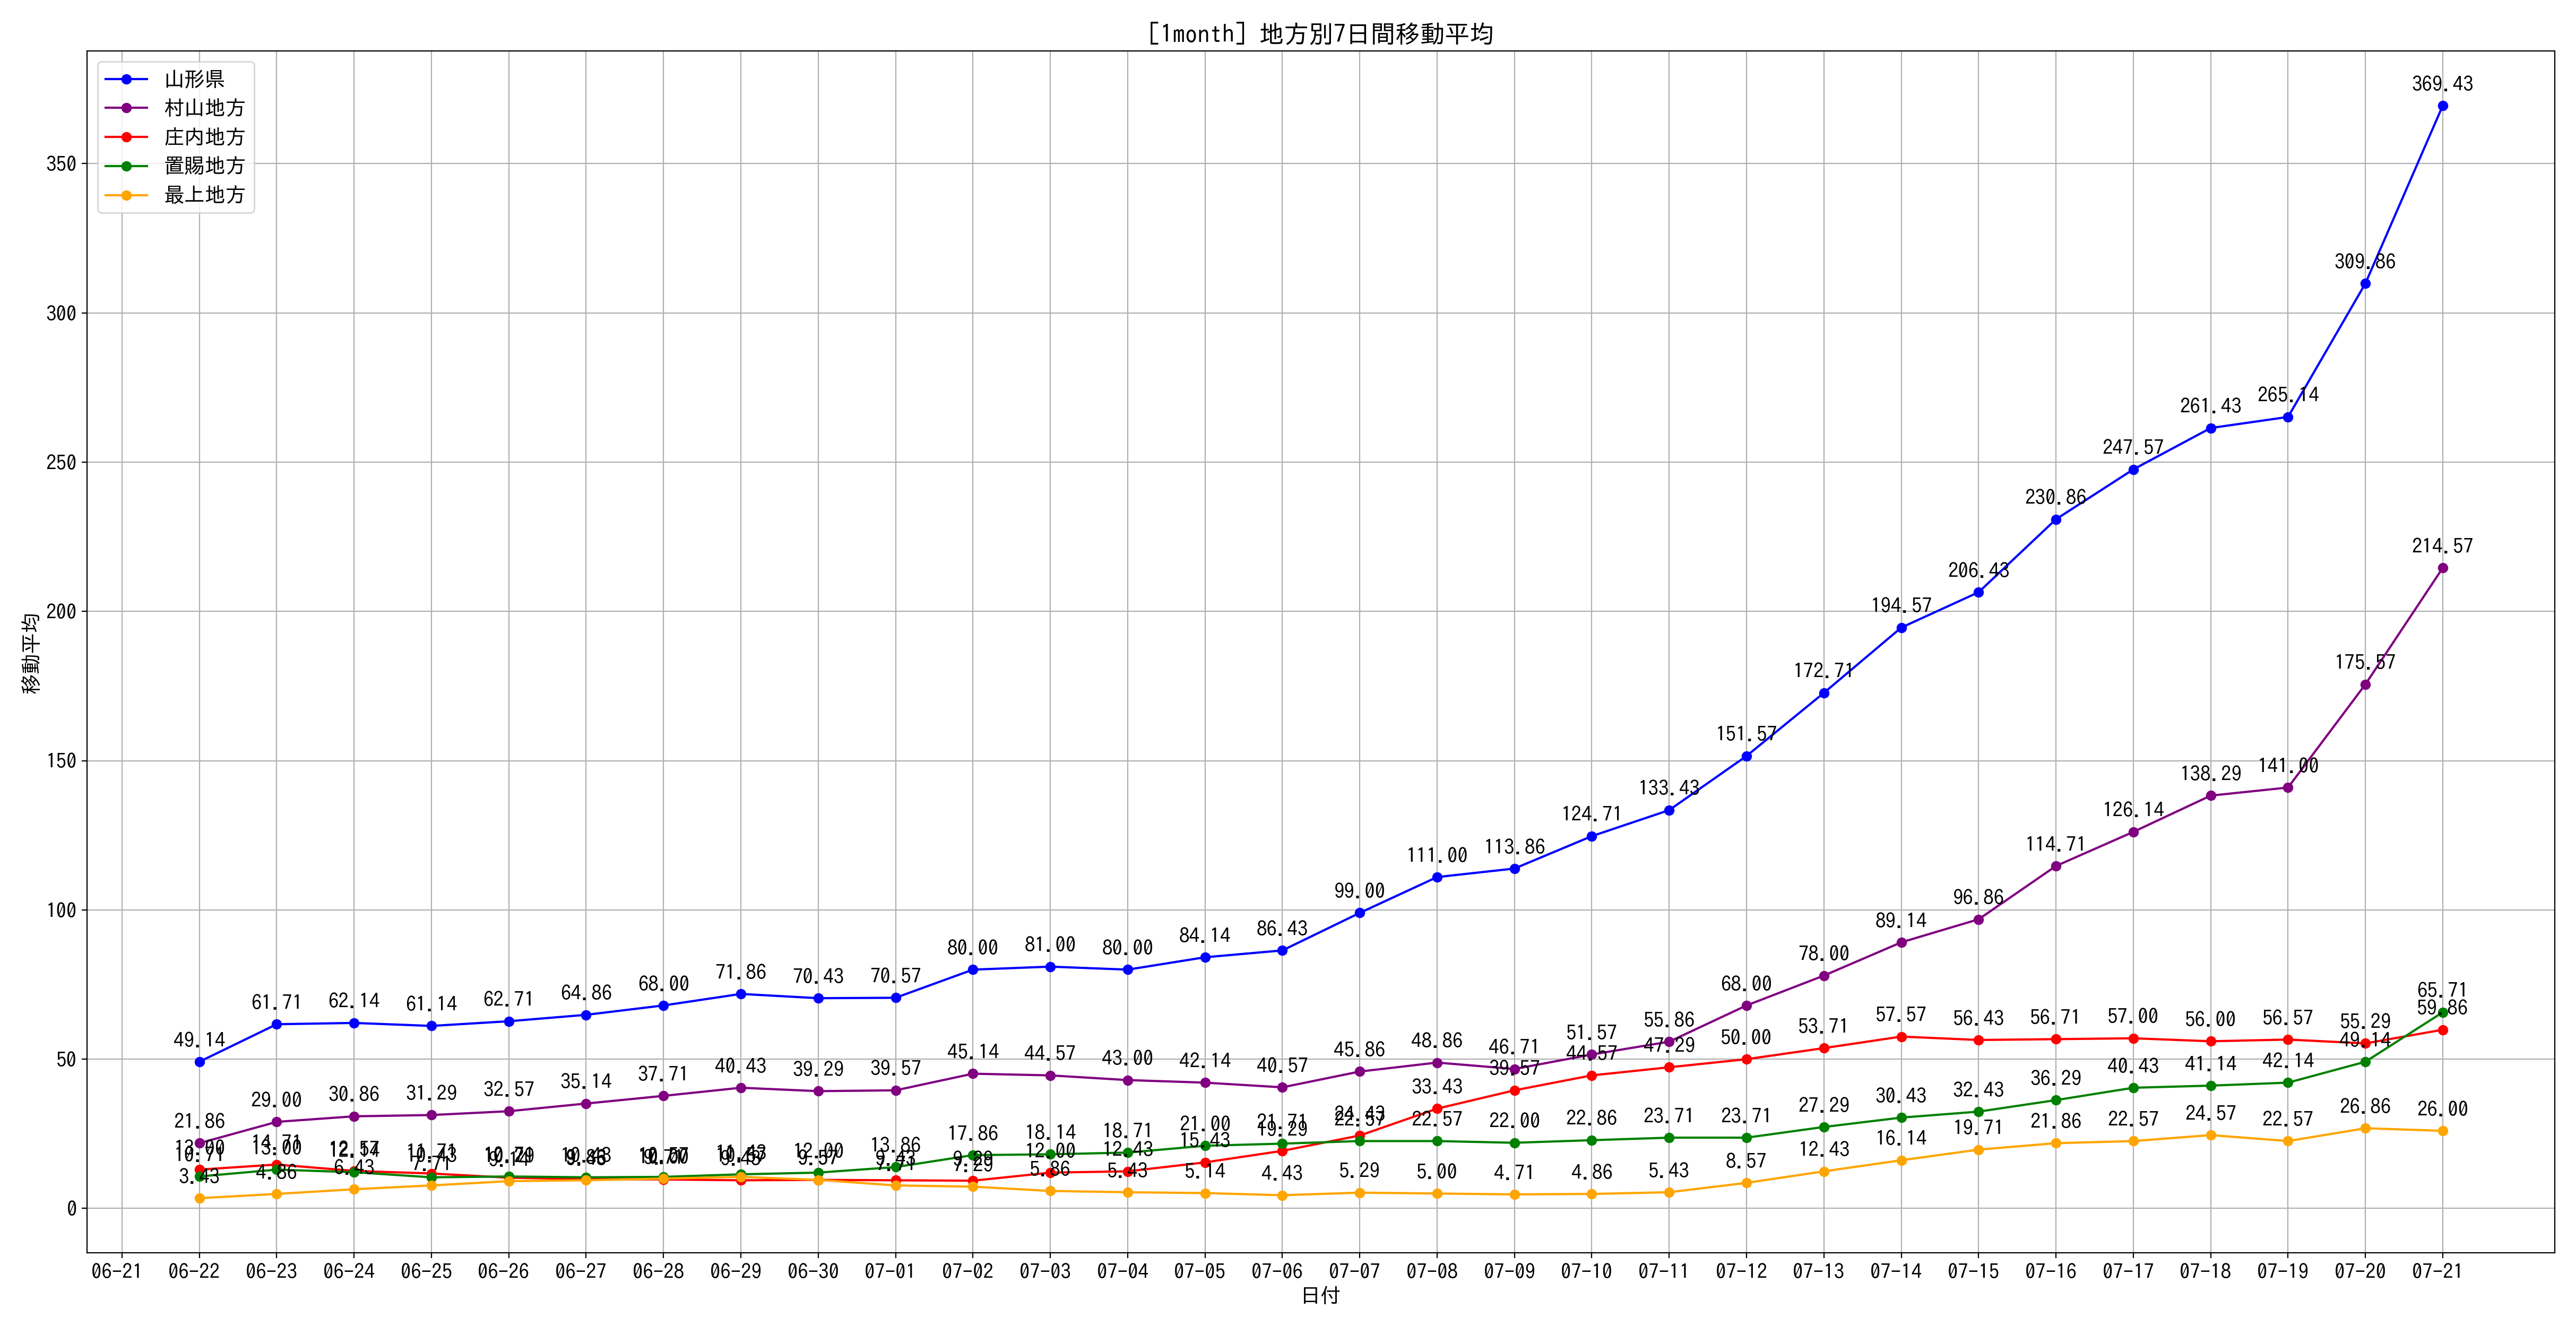 [1month] 地方別7日間移動平均
山形県
村山地方
庄内地方
置賜地方
最上地方
移動平均
350
300
250
200
150
100
50
0
49.14 61.71 62.14 61.14 62.71 64.86 68.00 71.86 70.43 70.57 80.00 81.00 80.00 84.14 86.43 99.00 111.00 113.86 124.71 133.43 151.57 172.71 194.57 206.43 230.86 247.57 261.43 265.14 309.86 369.43
21.86 29.00 30.86 31.29 32.57 35.14 37.71 40.43 39.29 39.57 45.14 44.57 43.00 42.14 40.57 45.86 48.86 46.71 51.57 55.86 68.00 78.00 89.14 96.86 114.71 126.14 138.29 141.00 175.57 214.57
12.00 12.43 15.43 19.29 24.43 33.43 39.57 44.57 47.29 50.00 53.71 57.57 56.43 56.71 57.00 56.00 56.57 55.29 59.86
12.00 13.86 17.86 18.14 18.71 21.00 21.71 22.57 22.57 22.00 22.86 23.71 23.71 27.29 30.43 32.43 36.29 40.43 41.14 42.14 49.14 65.71
3.43 4.86 6.43 7.71 7.29 5.86 5.43 5.14 4.43 5.29 5.00 4.71 4.86 5.43 8.57 12.43 16.14 19.71 21.86 22.57 24.57 22.57 26.86 26.00
06-21 06-22 06-23 06-24 06-25 06-26 06-27 06-28 06-29 06-30 07-01 07-02 07-03 07-04 07-05 07-06 07-07 07-08 07-09 07-10 07-11 07-12 07-13 07-14 07-15 07-16 07-17 07-18 07-19 07-20 07-21
日付